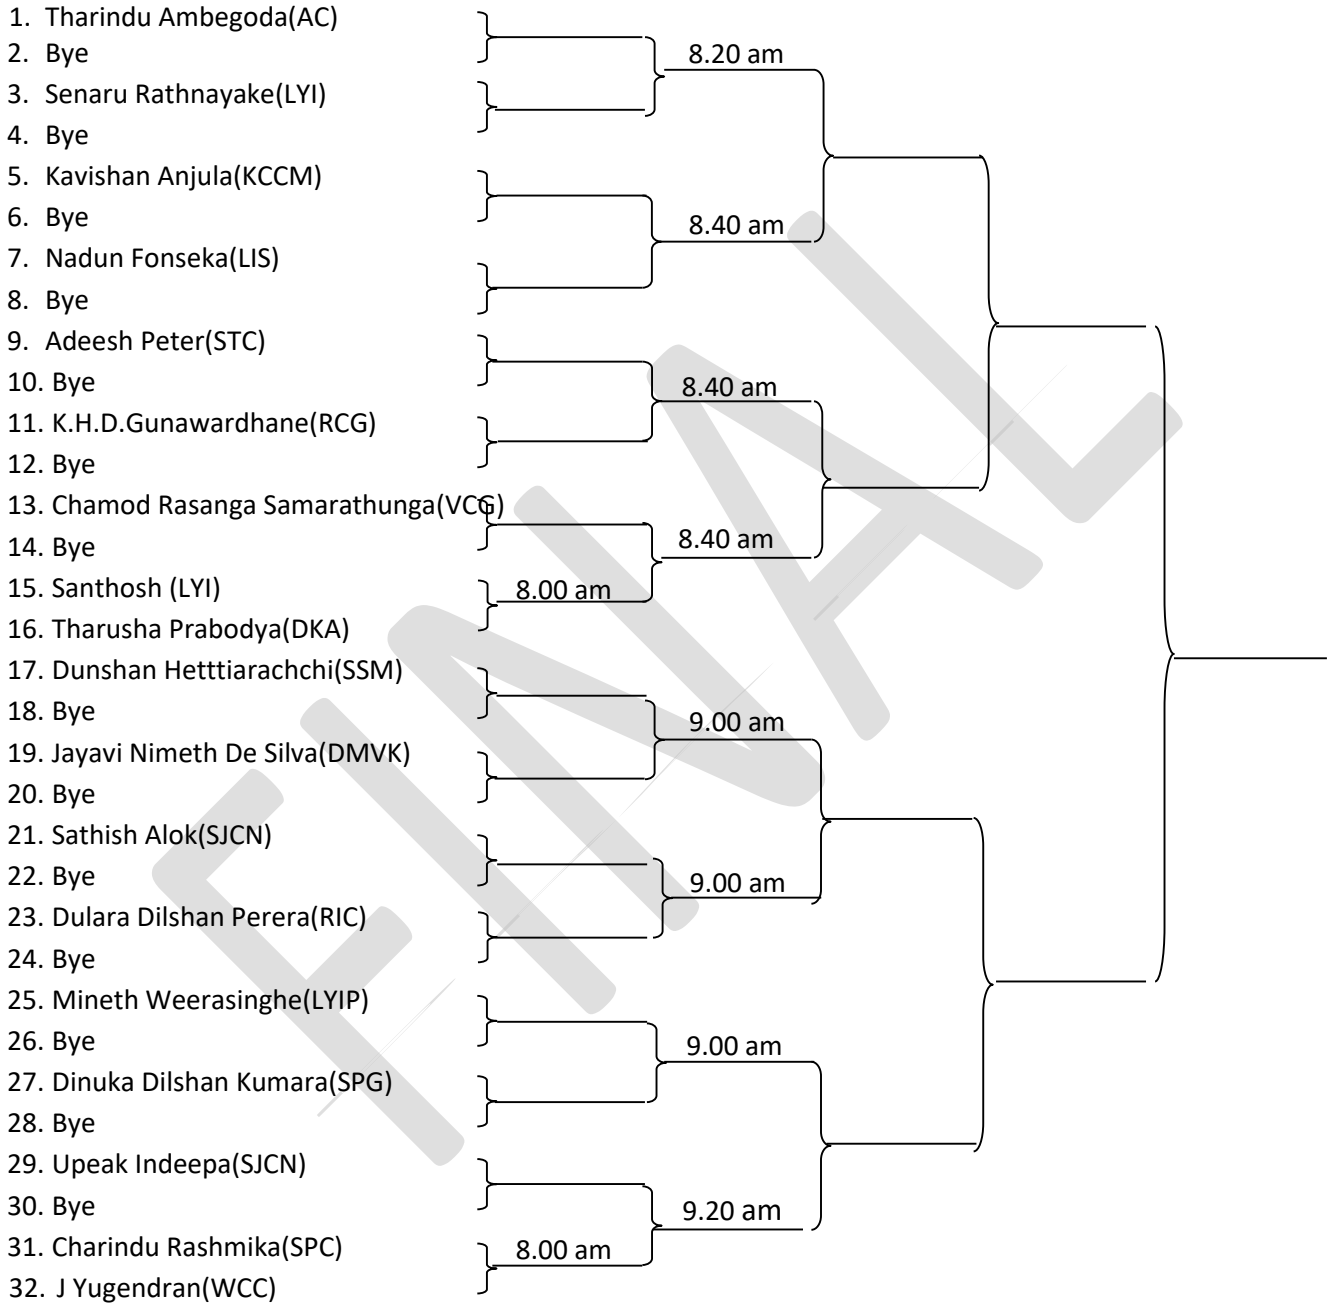 1. Tharindu Ambegoda(AC)
2. Bye
8.20 am
3. Senaru Rathnayake(LYI)
4. Bye
5. Kavishan Anjula(KCCM)
6. Bye
8.40 am
7. Nadun Fonseka(LIS)
8. Bye
9. Adeesh Peter(STC)
10. Bye
8.40 am
11. K.H.D.Gunawardhane(RCG)
12. Bye
13. Chamod Rasanga Samarathunga(VCG)
14. Bye
8.40 am
15. Santhosh (LYI)
8.00 am
16. Tharusha Prabodya(DKA)
17. Dunshan Hetttiarachchi(SSM)
18. Bye
9.00 am
19. Jayavi Nimeth De Silva(DMVK)
20. Bye
21. Sathish Alok(SJCN)
22. Bye
9.00 am
23. Dulara Dilshan Perera(RIC)
24. Bye
25. Mineth Weerasinghe(LYIP)
26. Bye
9.00 am
27. Dinuka Dilshan Kumara(SPG)
28. Bye
29. Upeak Indeepa(SJCN)
30. Bye
9.20 am
31. Charindu Rashmika(SPC)
8.00 am
32. J Yugendran(WCC)
FINAL